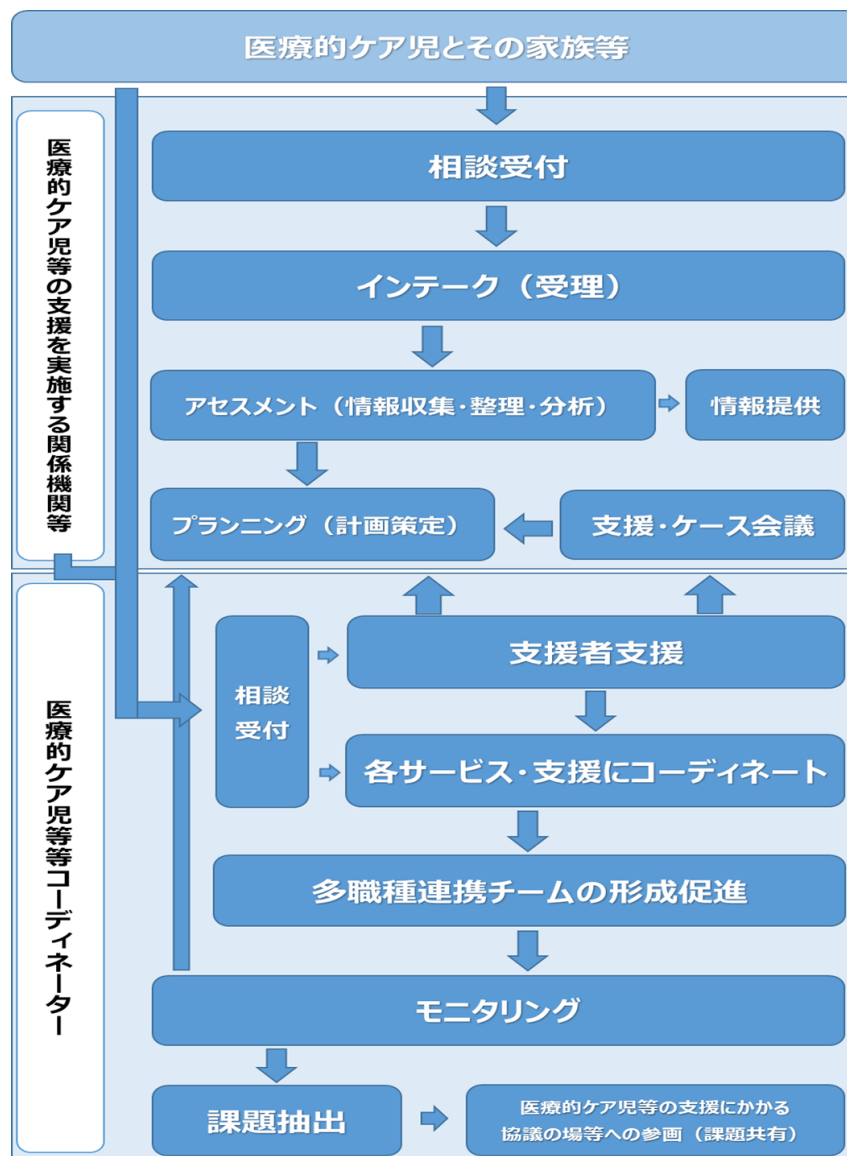 医療的ケア児とその家族等
医療的ケア児等の支援を実施する関係機関等
相談受付
インテーク（受理）
アセスメント（情報収集・整理・分析）
情報提供
プランニング（計画策定）
支援・ケース会議
医療的ケア児等等コーディネーター
相談
受付
支援者支援
各サービス・支援にコーディネート
多職種連携チームの形成促進
モニタリング
課題抽出
医療的ケア児等の支援にかかる
協議の場等への参画（課題共有）